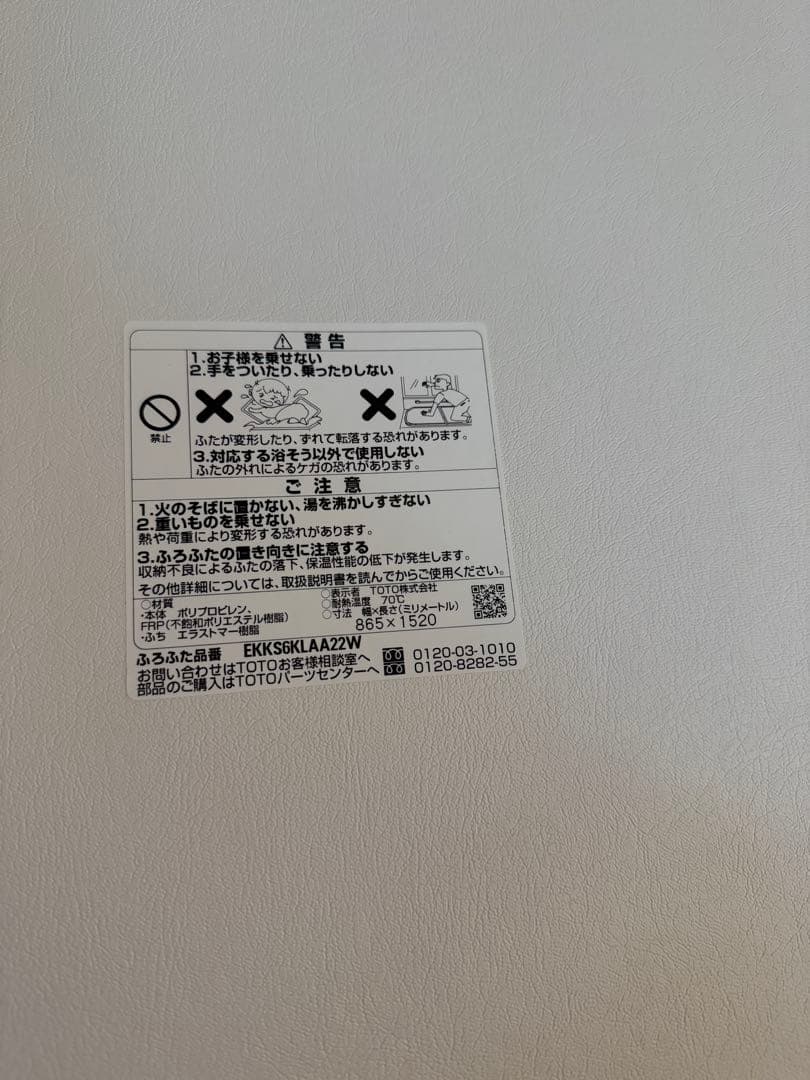 ⚠ 警告
1.お子様を乗せない
2.手をついたり、乗ったりしない
禁止
ふたが変形したり、ずれて転落する恐れがあります。
3.対応する浴そう以外で使用しない
ふたの外れによるケガの恐れがあります。
ご注意
1.火のそばに置かない、湯を沸かしすぎない
2.重いものを乗せない
熱や荷重により変形する恐れがあります。
3.ふろふたの置き向きに注意する
収納不良によるふたの落下、保温性能の低下が発生します。
その他詳細については、取扱説明書を読んでからご使用ください。
○材質
・本体 ポリプロピレン、
FRP(不飽和ポリエステル樹脂)
・ふち エラストマー樹脂
○表示者 TOTO株式会社
○耐熱温度 70℃
○寸法 幅×長さ(ミリメートル)
865×1520
ふろふた品番 EKKS6KLAA22W
お問い合わせはTOTOお客様相談室へ 0120-03-1010
部品のご購入はTOTOパーツセンターへ 0120-8282-55